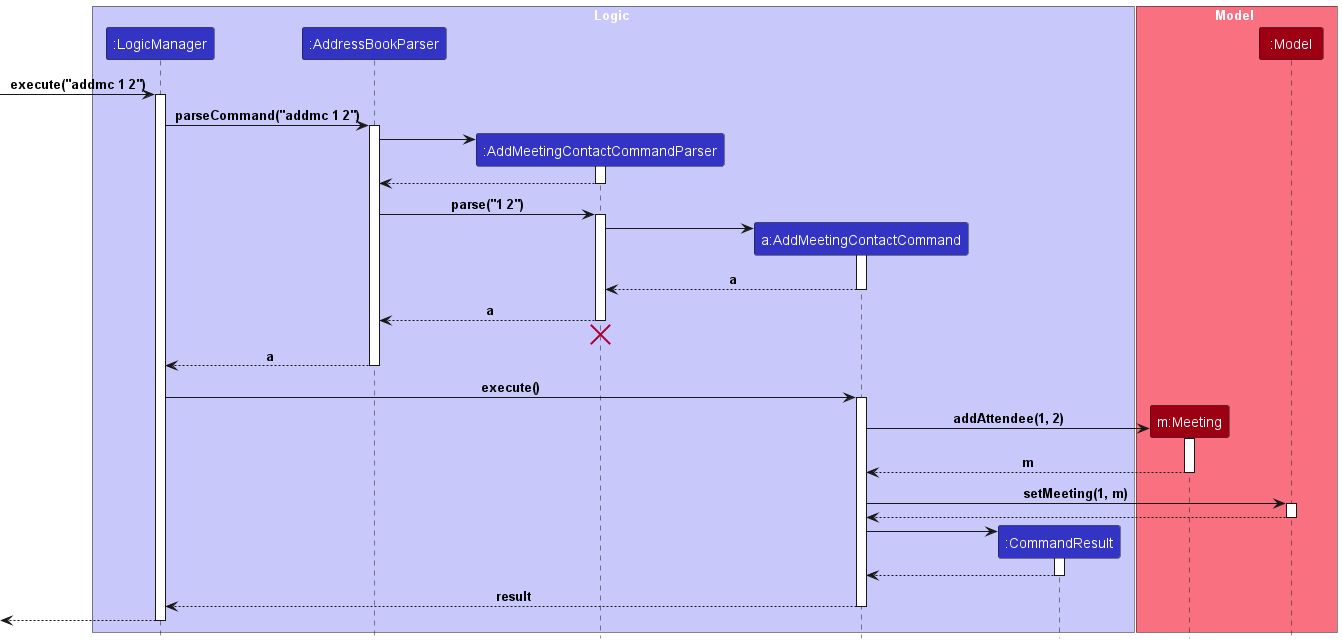 Logic
Model
:LogicManager
:AddressBookParser
:Model
execute("addmc 1 2")
parseCommand("addmc 1 2")
:AddMeetingContactCommandParser
parse("1 2")
a:AddMeetingContactCommand
a
a
a
execute()
m:Meeting
addAttendee(1, 2)
m
setMeeting(1, m)
:CommandResult
result